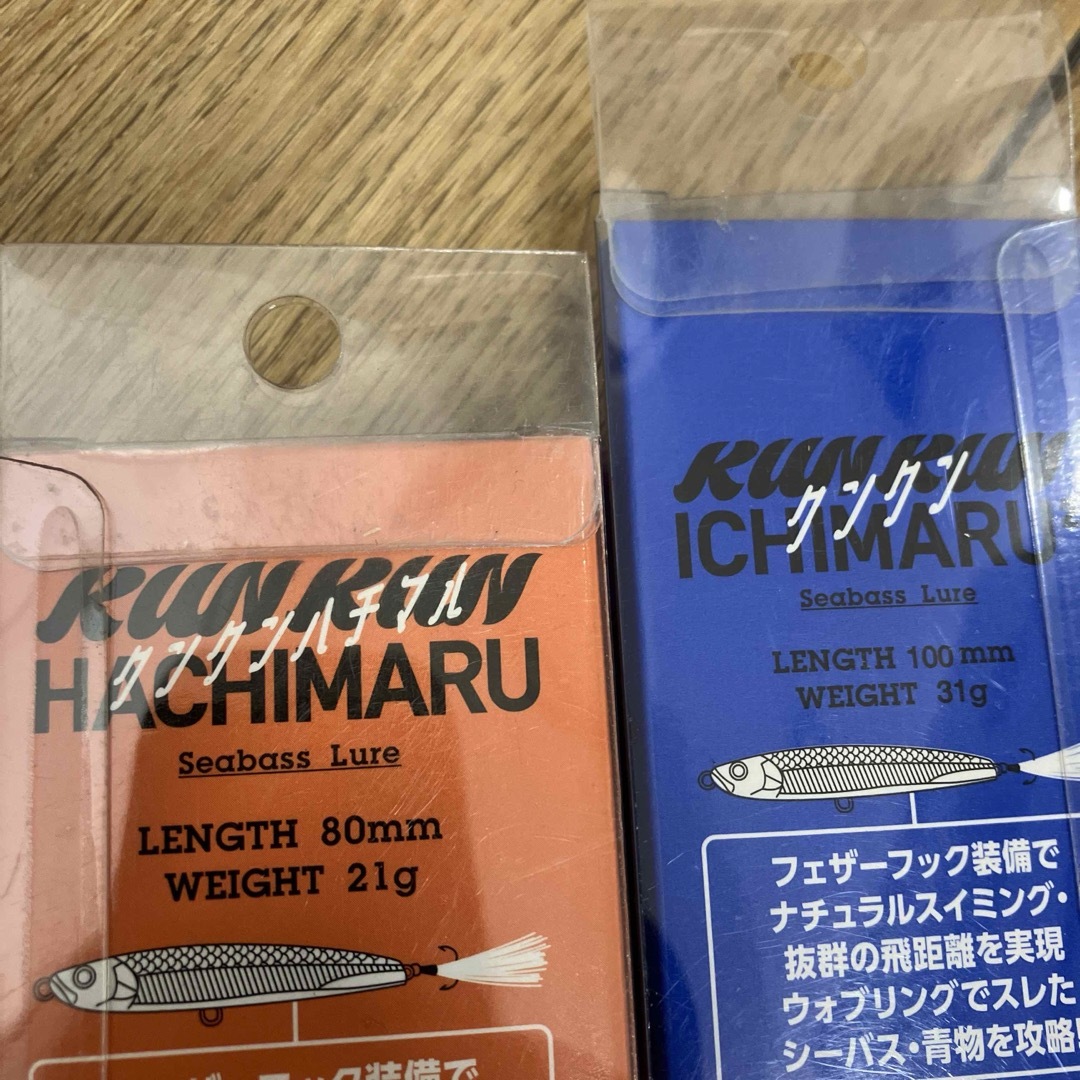 KUN KUN
クンクンハチマル
HACHIMARU
Seabass Lure
LENGTH 80mm
WEIGHT 21g
KUN KUN
クンクン
ICHIMARU
Seabass Lure
LENGTH 100mm
WEIGHT 31g
フェザーフック装備で
ナチュラルスイミング・
抜群の飛距離を実現
ウォブリングでスレた
シーバス・青物を攻略!